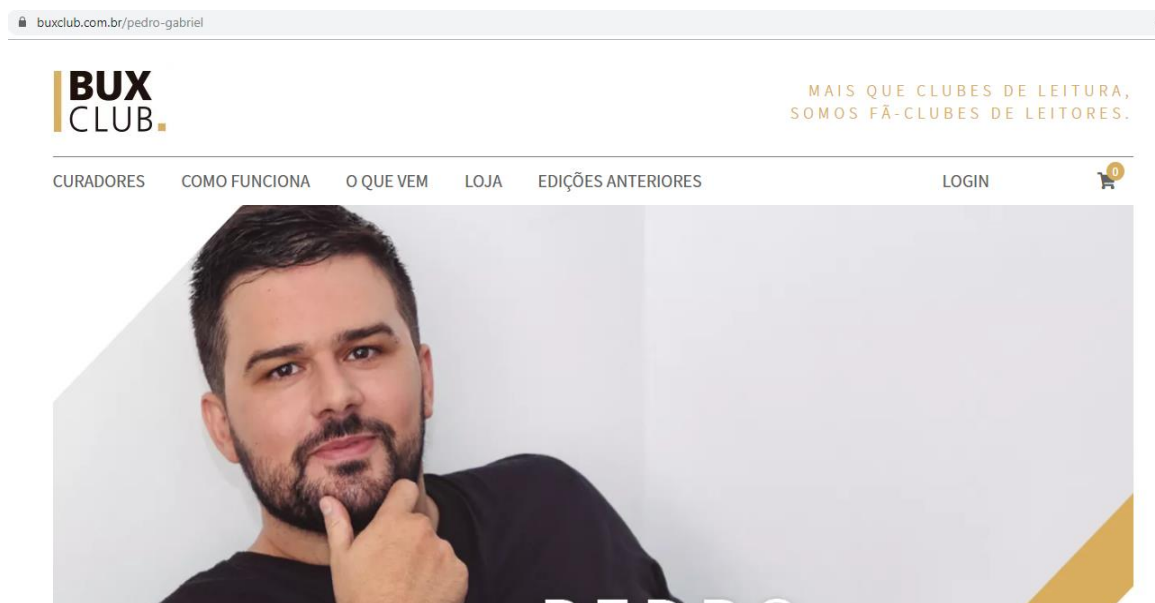 buxclub.com.br/pedro-gabriel
BUX
CLUB.
MAIS QUE CLUBES DE LEITURA,
SOMOS FÃ-CLUBES DE LEITORES.
CURADORES COMO FUNCIONA O QUE VEM LOJA EDIÇÕES ANTERIORES LOGIN 0